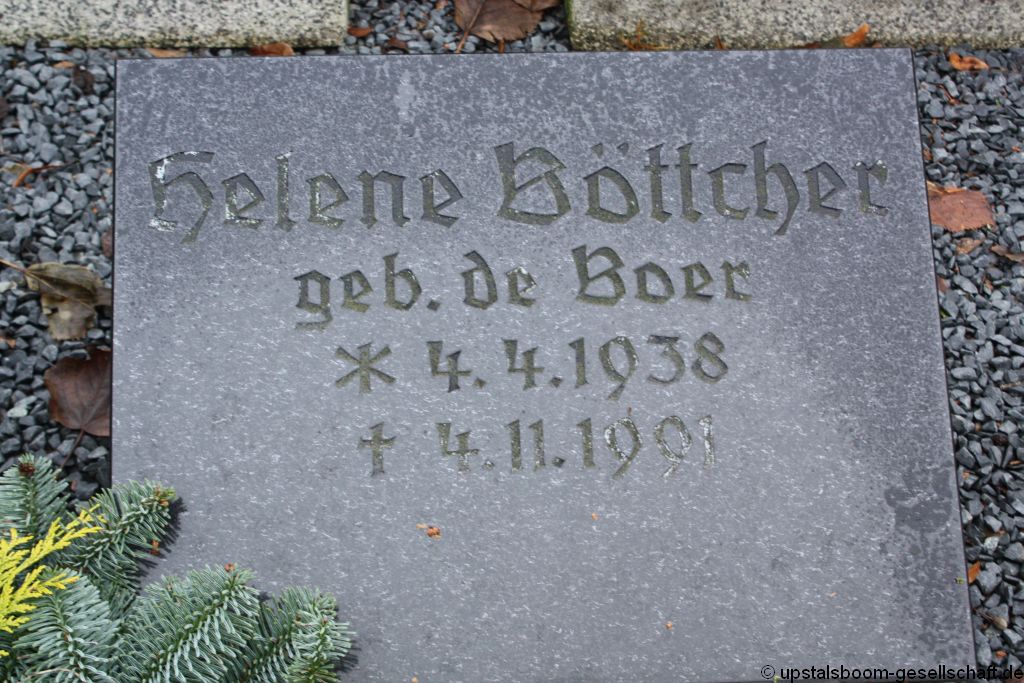 Helene Böttcher
geb. de Boer
* 4. 4. 1938
† 4. 11. 1991
© upstalsboom-gesellschaft.de